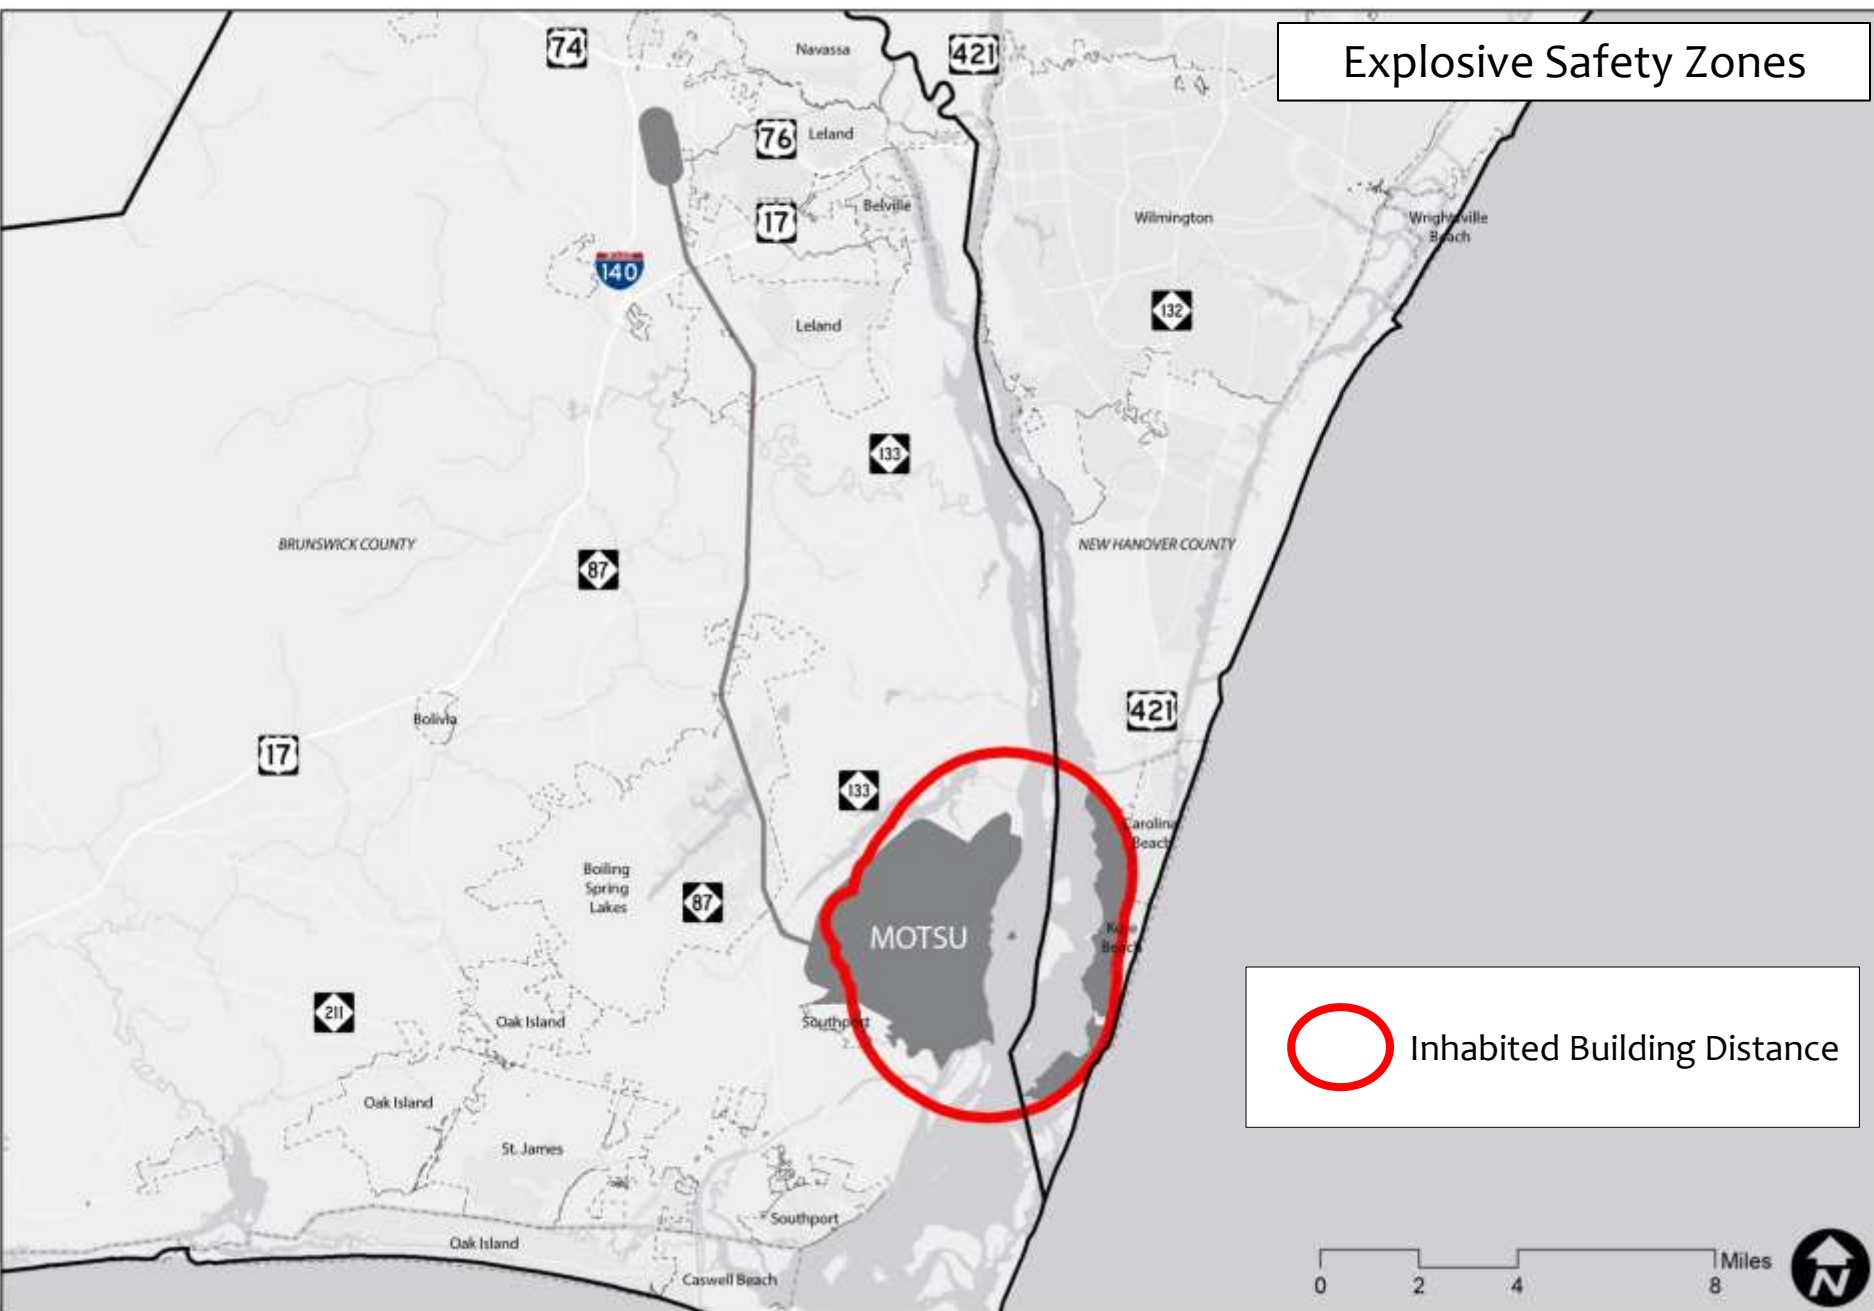 Explosive Safety Zones
74
Navassa
421
76
Leland
17
Belville
Wilmington
Wrightsville
Beach
140
132
Leland
133
BRUNSWICK COUNTY
NEW HANOVER COUNTY
87
421
Bolivia
17
133
Carolina
Beach
Boiling
Spring
Lakes
87
MOTSU
Kure
Beach
211
Oak Island
Southport
Inhabited Building Distance
Oak Island
St. James
Southport
Oak Island
Caswell Beach
Miles
0 2 4 8
N